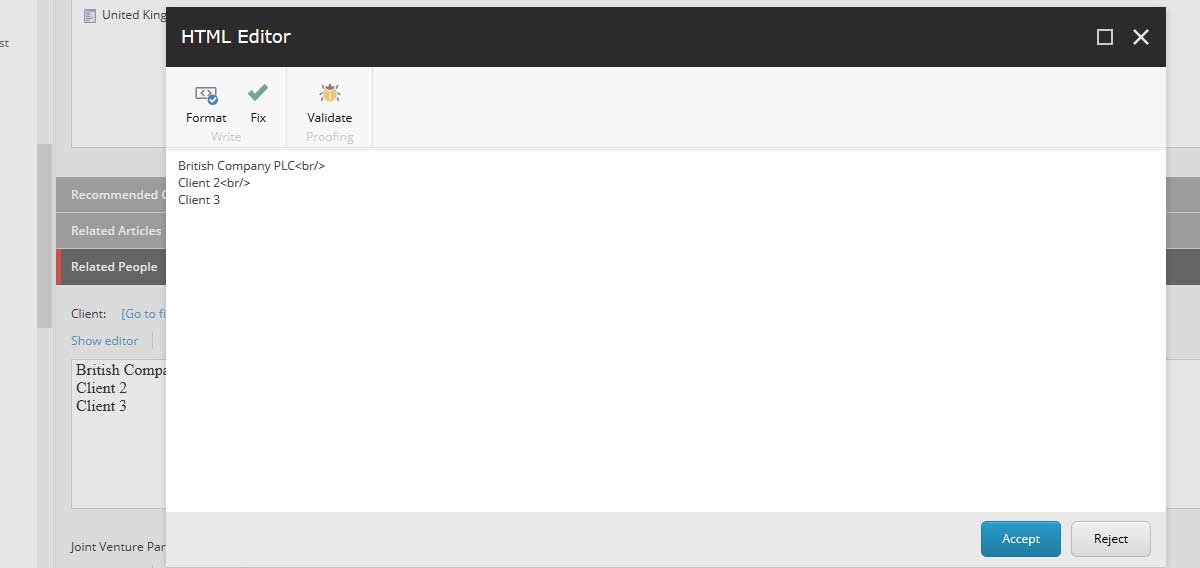 United King
st
HTML Editor
Format
Fix
Validate
Write
Proofing
British Company PLC<br/>
Client 2<br/>
Client 3
Recommended
Related Articles
Related People
Client: [Go to fi
Show editor
British Compa
Client 2
Client 3
Joint Venture Par
Accept
Reject